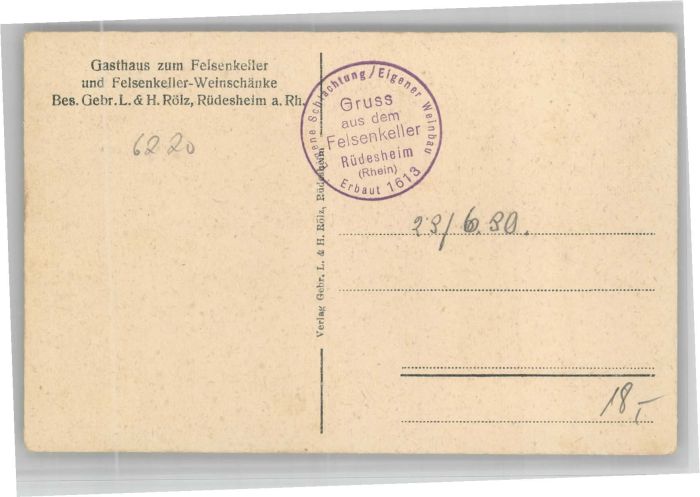 Gasthaus zum Felsenkeller
und Felsenkeller-Weinschänke
Bes. Gebr. L. & H. Rölz, Rüdesheim a. Rh.
6220
Eigene Schlachtung / Eigener Weinbau
Gruss
aus dem
Felsenkeller
Rüdesheim
(Rhein)
Erbaut 1613
Verlag Gebr. L. & H. Rölz, Rüdesheim
23/6.30.
18,-